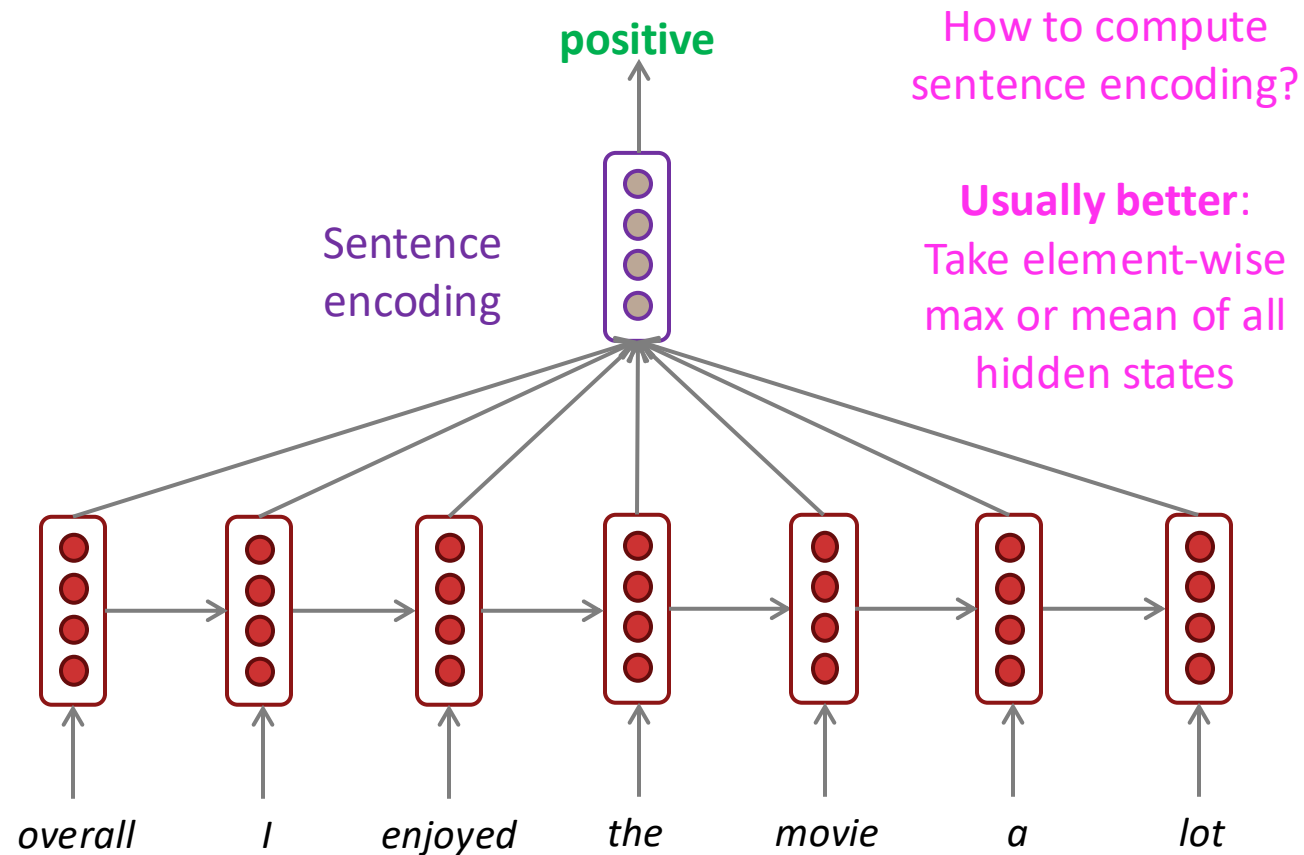 positive
How to compute
sentence encoding?
Usually better:
Take element-wise
max or mean of all
hidden states
Sentence
encoding
overall I enjoyed the movie a lot